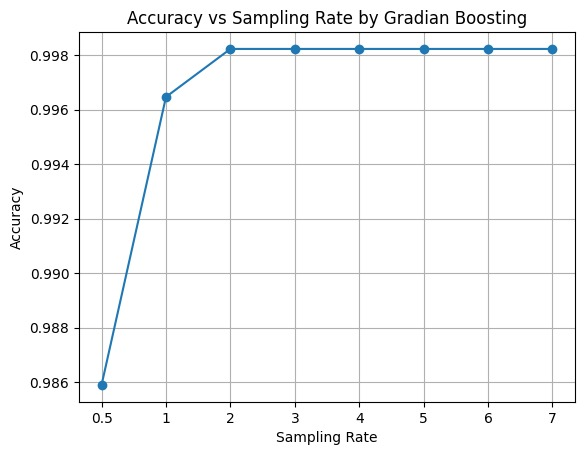 Accuracy vs Sampling Rate by Gradian Boosting
0.998
0.996
0.994
0.992
0.990
0.988
0.986
Accuracy
0.5 1 2 3 4 5 6 7
Sampling Rate